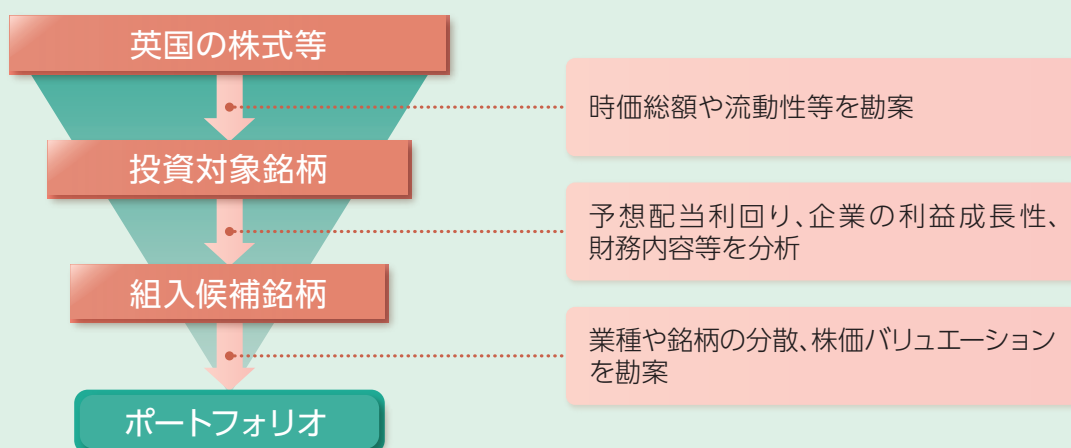 英国の株式等
時価総額や流動性等を勘案
投資対象銘柄
予想配当利回り、企業の利益成長性、
財務内容等を分析
組入候補銘柄
業種や銘柄の分散、株価バリュエーション
を勘案
ポートフォリオ